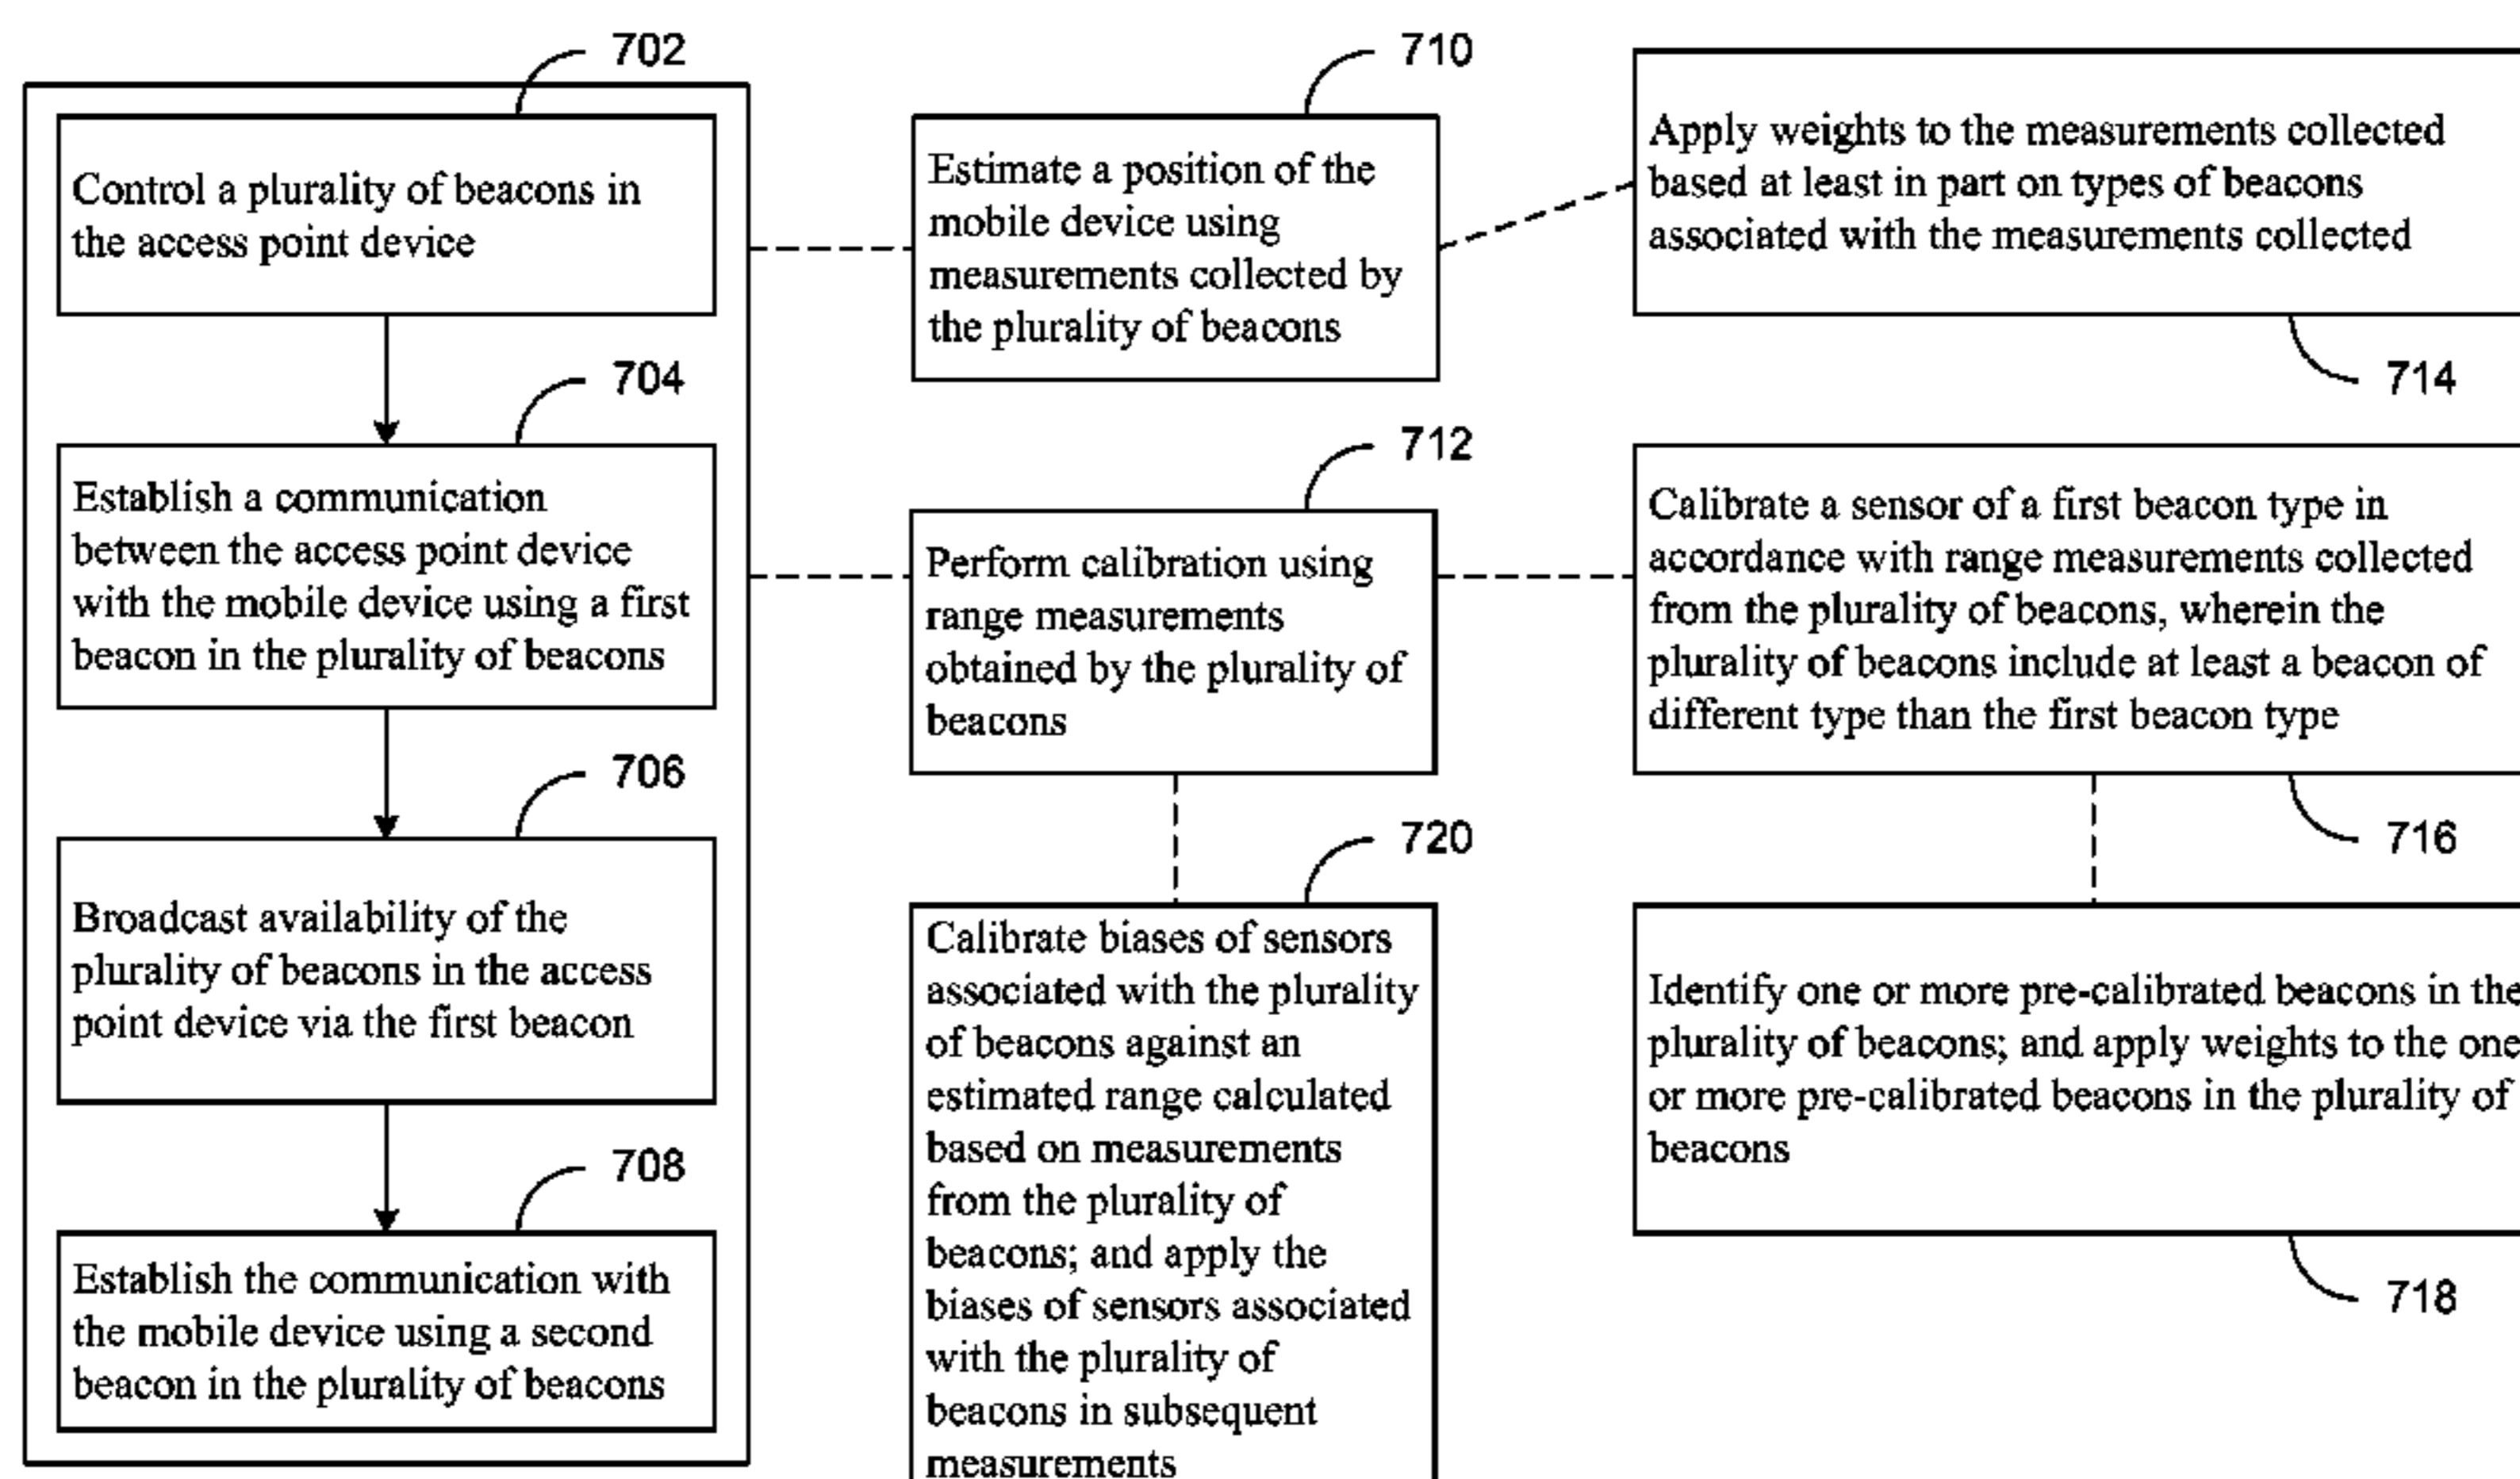 702
Control a plurality of beacons in
the access point device
704
Establish a communication
between the access point device
with the mobile device using a first
beacon in the plurality of beacons
706
Broadcast availability of the
plurality of beacons in the access
point device via the first beacon
708
Establish the communication with
the mobile device using a second
beacon in the plurality of beacons
710
Estimate a position of the
mobile device using
measurements collected by
the plurality of beacons
712
Perform calibration using
range measurements
obtained by the plurality of
beacons
720
Calibrate biases of sensors
associated with the plurality
of beacons against an
estimated range calculated
based on measurements
from the plurality of
beacons; and apply the
biases of sensors associated
with the plurality of
beacons in subsequent
measurements
Apply weights to the measurements collected
based at least in part on types of beacons
associated with the measurements collected
714
Calibrate a sensor of a first beacon type in
accordance with range measurements collected
from the plurality of beacons, wherein the
plurality of beacons include at least a beacon of
different type than the first beacon type
716
Identify one or more pre-calibrated beacons in the
plurality of beacons; and apply weights to the one
or more pre-calibrated beacons in the plurality of
beacons
718